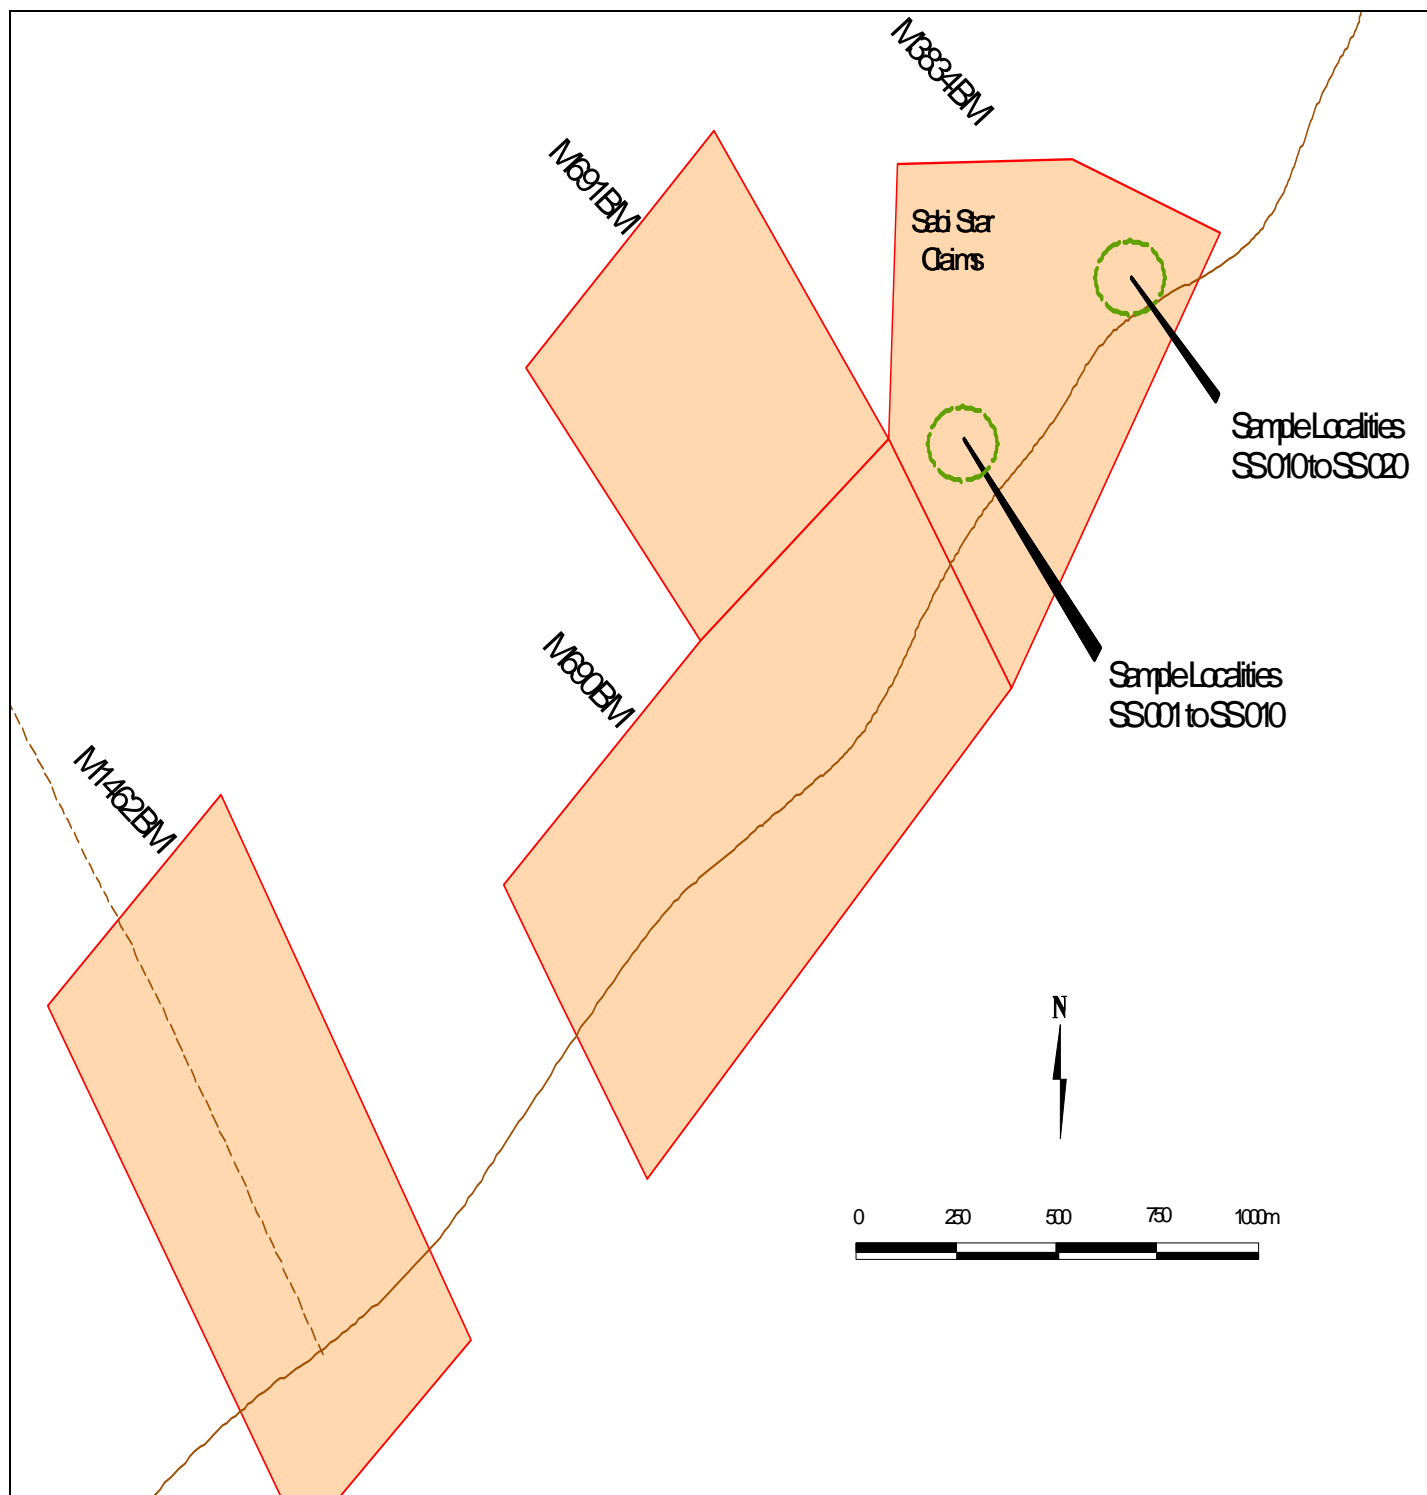 M3834BM
M691BM
Sabi Star
Claims
Sample Localities
SS010 to SS020
M690BM
Sample Localities
SS001 to SS010
M1462BM
N
0 250 500 750 1000m